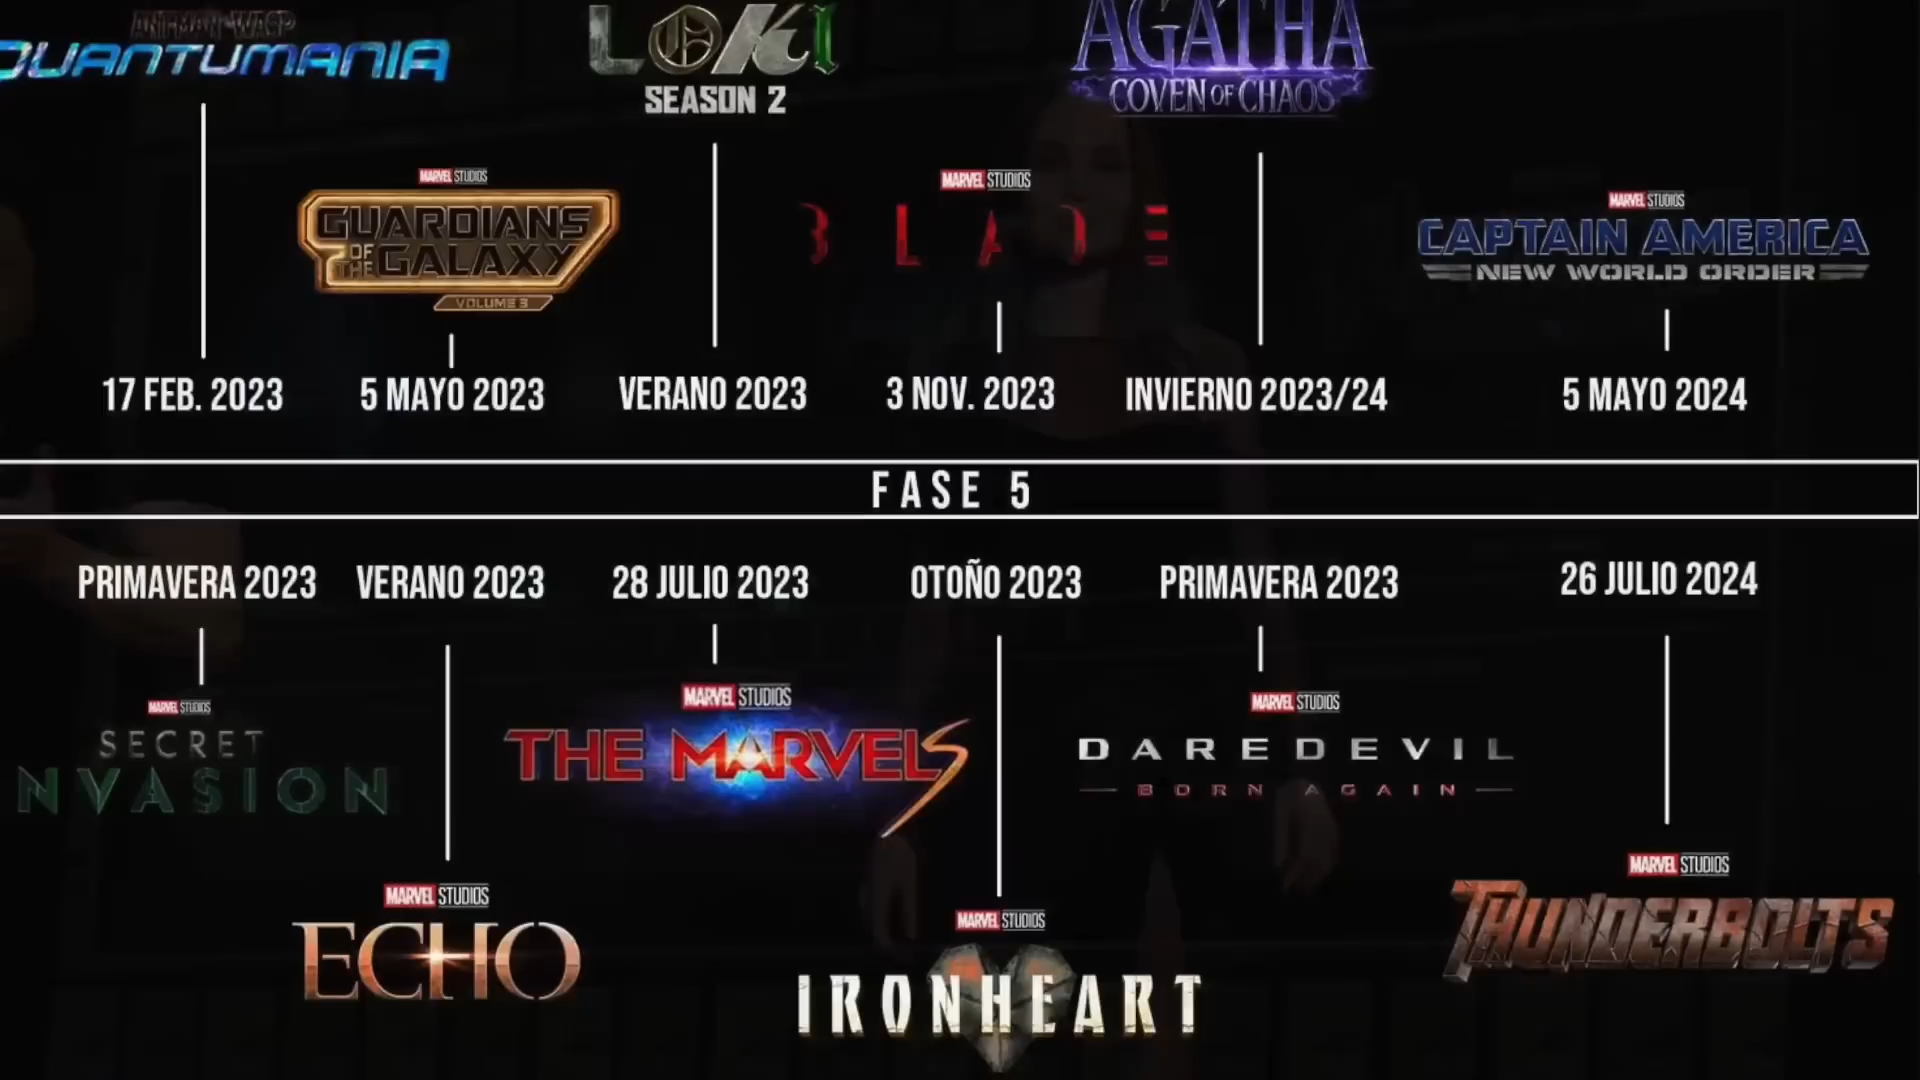 ANTMAN WASP
QUANTUMANIA
LOKI
SEASON 2
AGATHA
COVEN OF CHAOS
MARVEL STUDIOS
GUARDIANS
OF THE GALAXY
VOLUME 3
MARVEL STUDIOS
BLADE
MARVEL STUDIOS
CAPTAIN AMERICA
NEW WORLD ORDER
17 FEB. 2023
5 MAYO 2023
VERANO 2023
3 NOV. 2023
INVIERNO 2023/24
5 MAYO 2024
FASE 5
PRIMAVERA 2023
VERANO 2023
28 JULIO 2023
OTOÑO 2023
PRIMAVERA 2023
26 JULIO 2024
MARVEL STUDIOS
SECRET
NVASION
MARVEL STUDIOS
THE MARVELS
MARVEL STUDIOS
DAREDEVIL
BORN AGAIN
MARVEL STUDIOS
ECHO
MARVEL STUDIOS
IRONHEART
MARVEL STUDIOS
THUNDERBOLTS